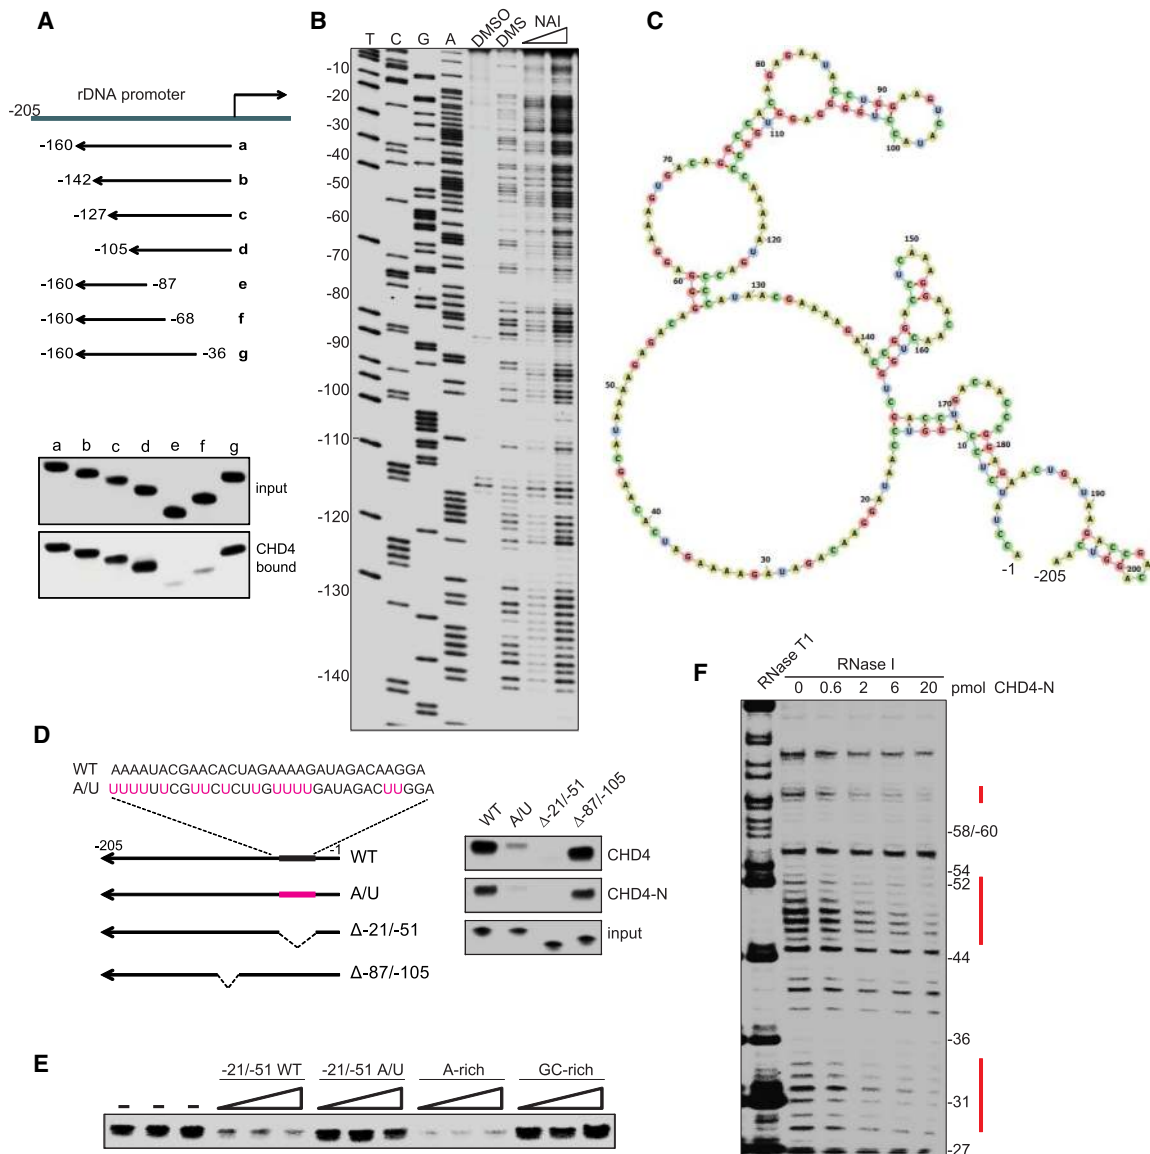 A
rDNA promoter
-205
-160 a
-142 b
-127 c
-105 d
-160 -87 e
-160 -68 f
-160 -36 g
a b c d e f g
input
CHD4
bound
B
T C G A DMSO DMS NAI
-10
-20
-30
-40
-50
-60
-70
-80
-90
-100
-110
-120
-130
-140
C
80
90
100
110
70
120
60
130
150
140
160
50
170
10
180
190
200
20
40
30
-1
-205
D
WT AAAAUACGAACACUAGAAAAGAUAGACAAGGA
A/U UUUUUUCGUUCUCUUGUUUUGAUAGACUUGGA
-205 -1
WT
A/U
Δ-21/-51
Δ-87/-105
WT A/U Δ-21/-51 Δ-87/-105
CHD4
CHD4-N
input
E
-21/-51 WT -21/-51 A/U A-rich GC-rich
– – –
F
RNase T1
RNase I
0 0.6 2 6 20 pmol CHD4-N
-58/-60
-54
-52
-44
-36
-31
-27